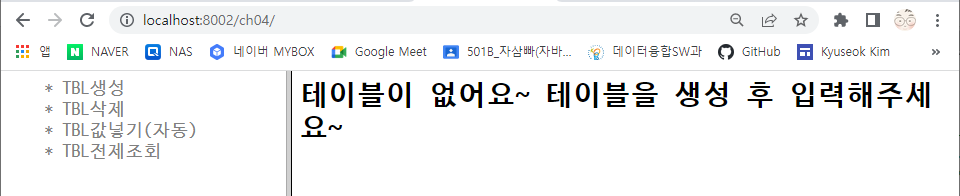 localhost:8002/ch04/
앱 NAVER NAS 네이버 MYBOX Google Meet 501B_자삼빠(자바... 데이터융합SW과 GitHub Kyuseok Kim »
* TBL생성
* TBL삭제
* TBL값넣기(자동)
* TBL전제조회
테이블이 없어요~ 테이블을 생성 후 입력해주세
요~